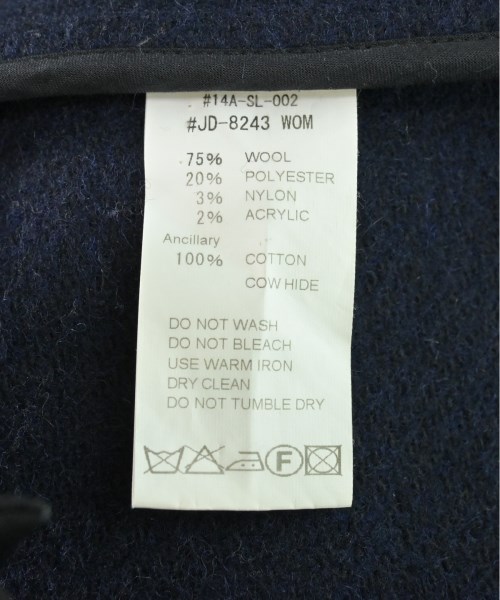 #14A-SL-002
#JD-8243 WOM
75% WOOL
20% POLYESTER
3% NYLON
2% ACRYLIC
Ancillary
100% COTTON
COW HIDE
DO NOT WASH
DO NOT BLEACH
USE WARM IRON
DRY CLEAN
DO NOT TUMBLE DRY
F